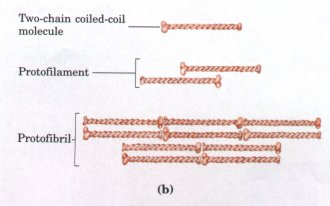 Two-chain coiled-coil
molecule
Protofilament
Protofibril
(b)